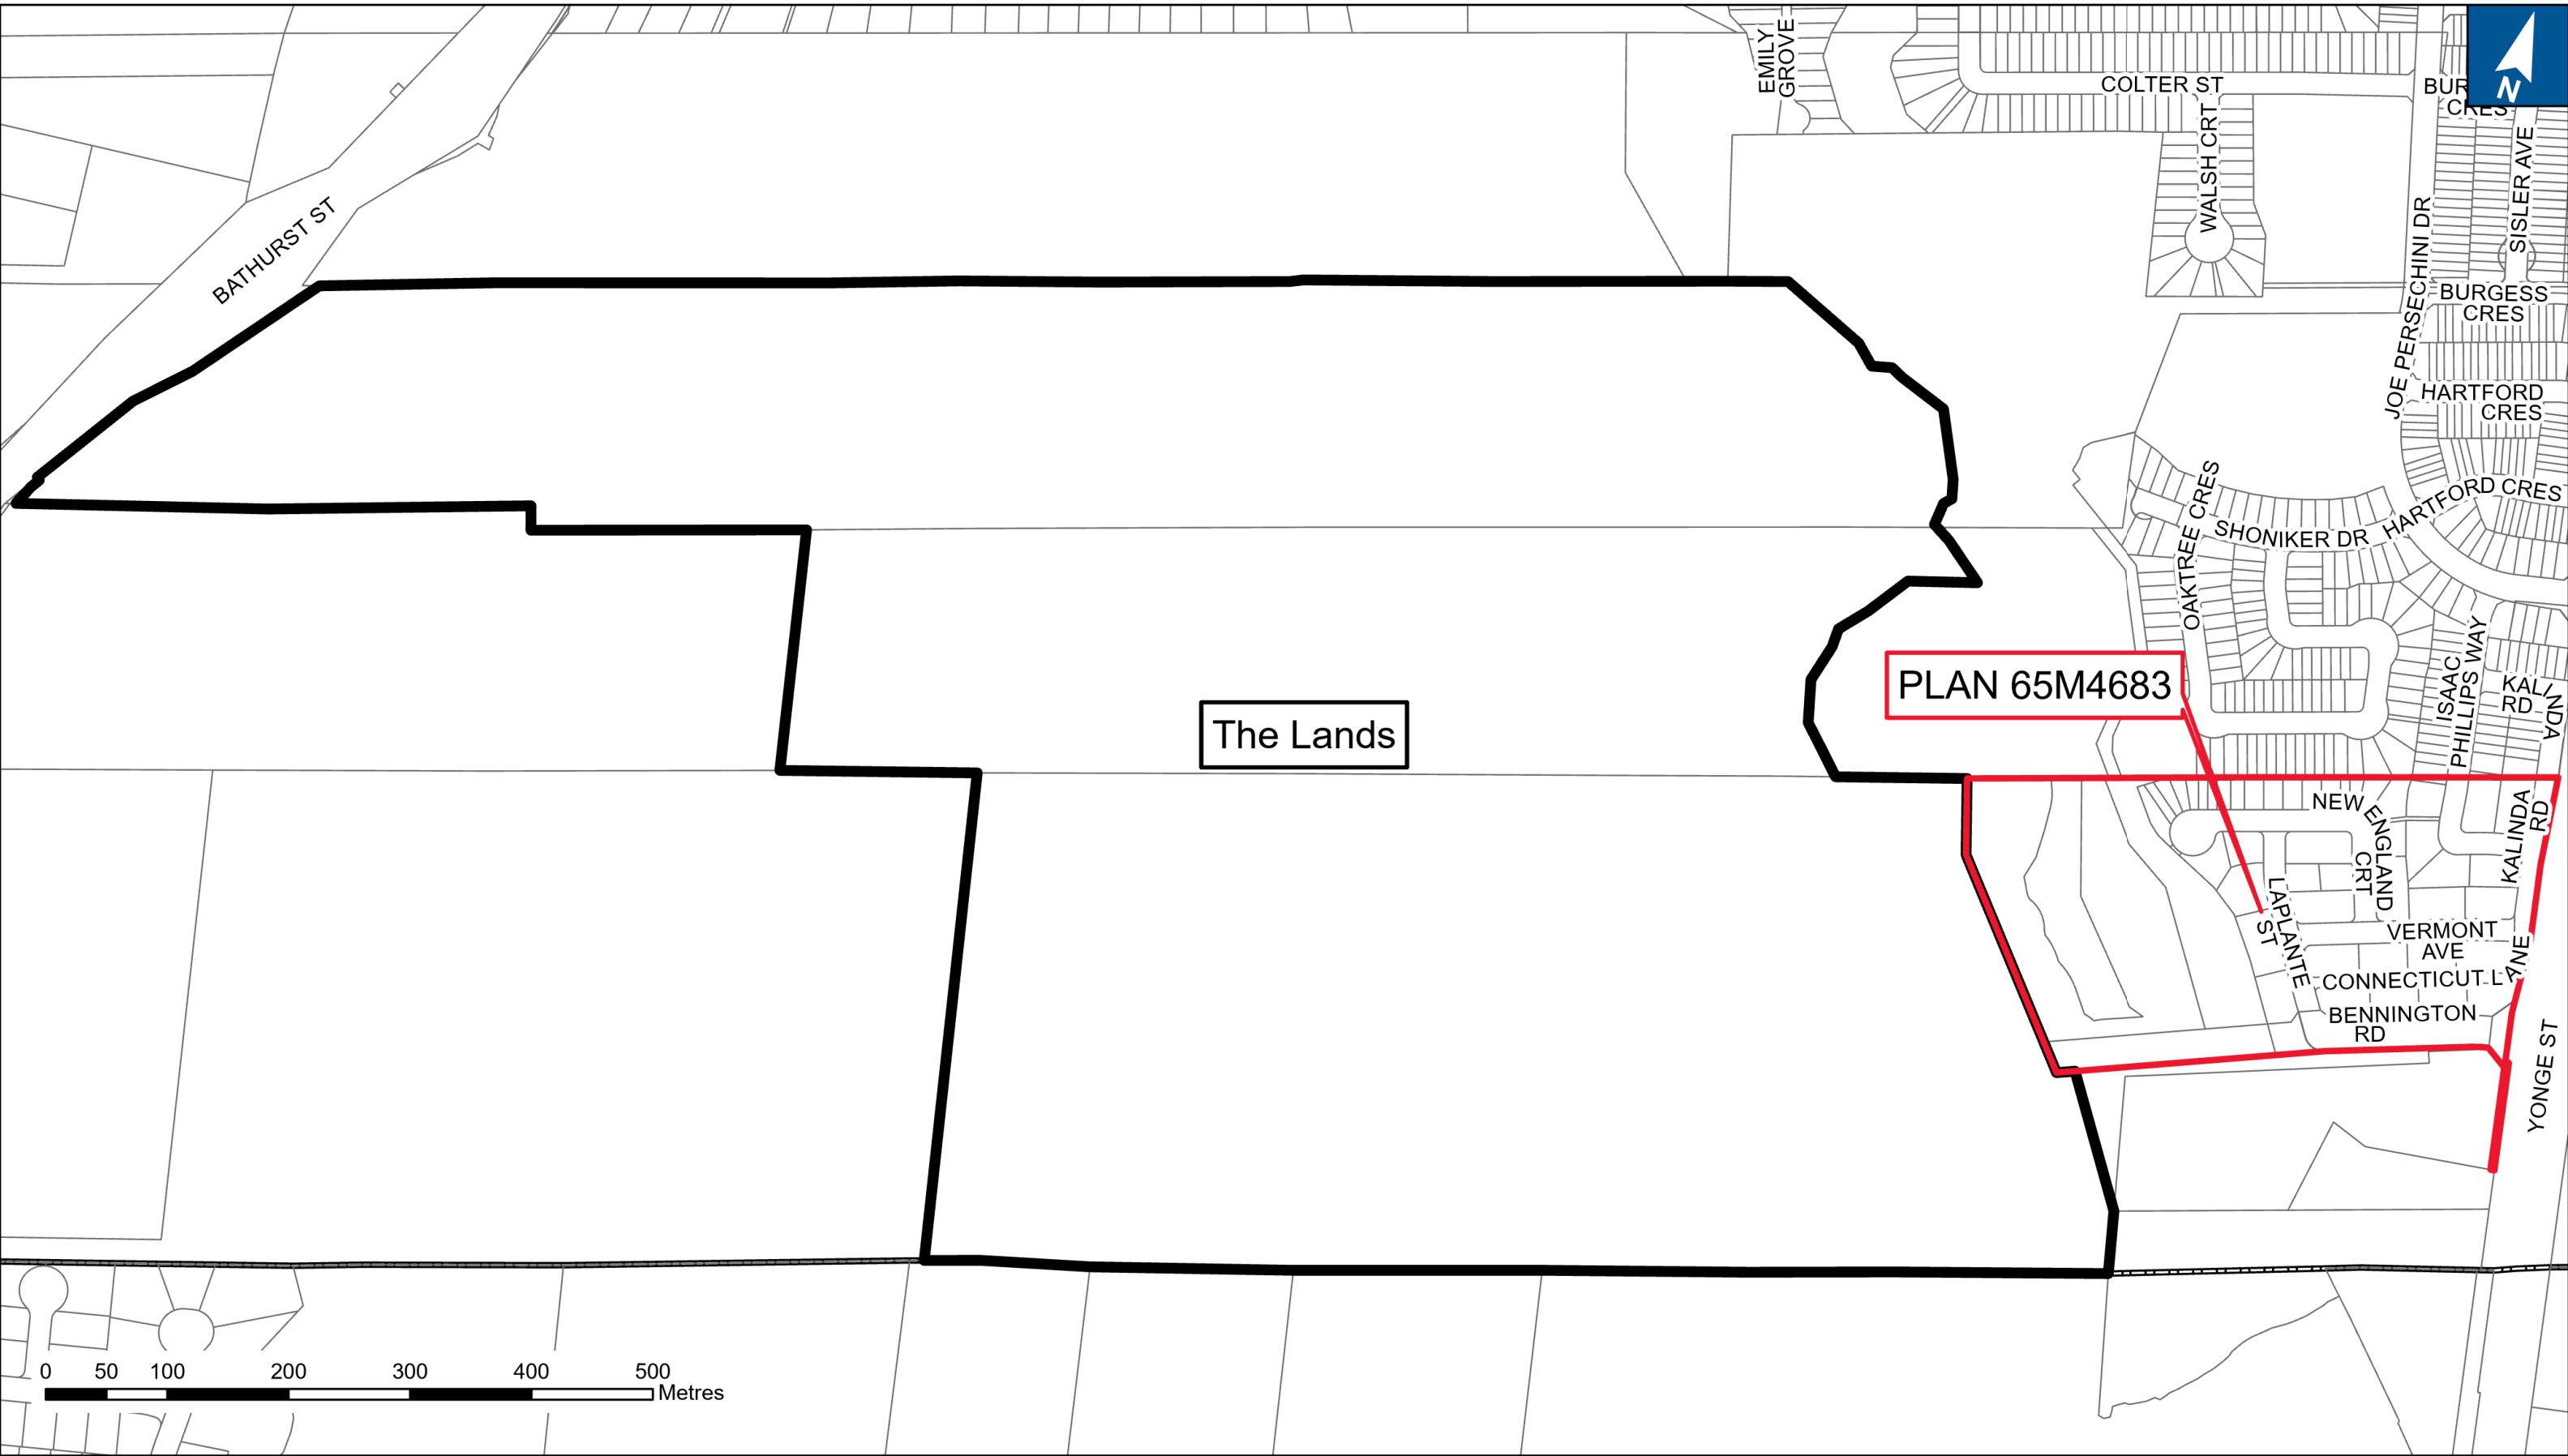 EMILY
GROVE
COLTER ST
BUR
CRES
N
WALSH CRT
SISLER AVE
BATHURST ST
JOE PERSECHINI DR
BURGESS
CRES
HARTFORD
CRES
OAKTREE CRES
SHONIKER DR
HARTFORD CRES
ISAAC
PHILLIPS WAY
PLAN 65M4683
KALINDA
RD
The Lands
NEW ENGLAND
CRT
KALINDA
RD
LAPLANTE
ST
VERMONT
AVE
CONNECTICUT LANE
BENNINGTON
RD
YONGE ST
0 50 100 200 300 400 500
Metres